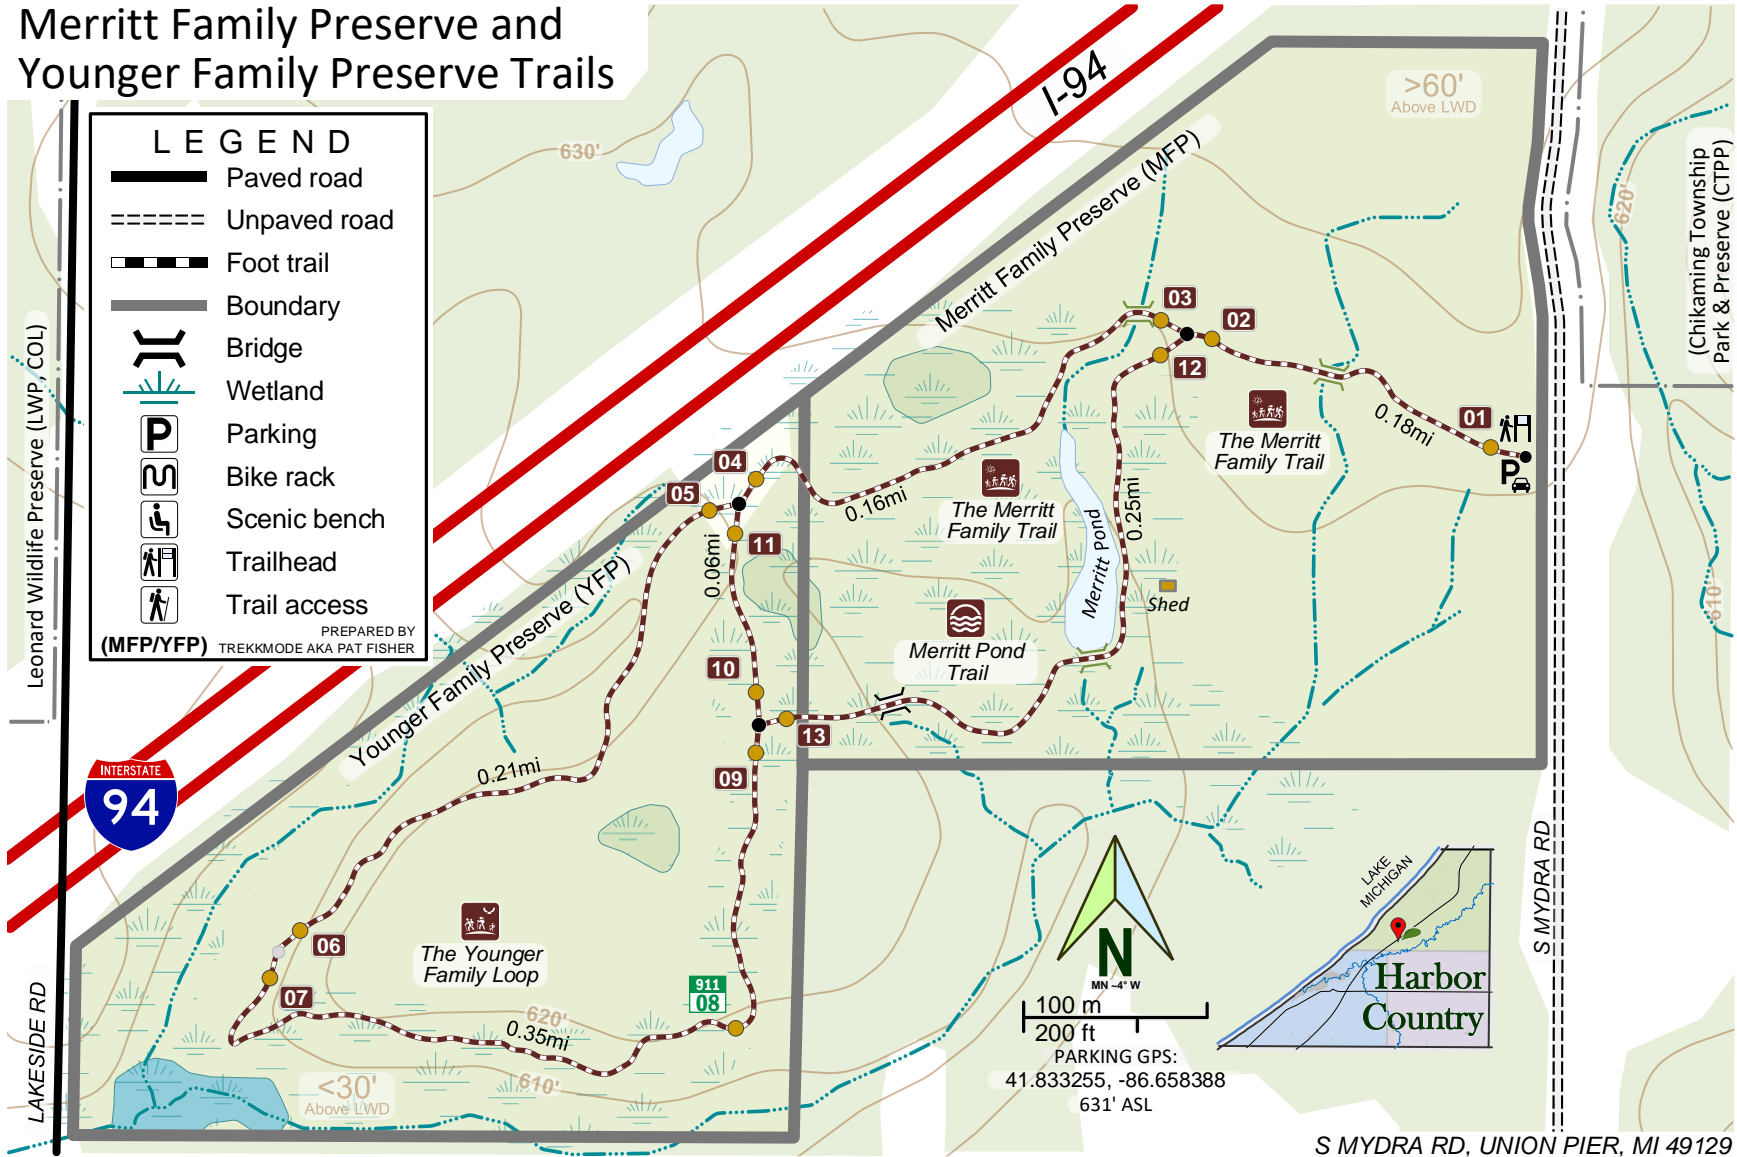 Merritt Family Preserve and
Younger Family Preserve Trails
LEGEND
Paved road
Unpaved road
Foot trail
Boundary
Bridge
Wetland
P
Parking
Bike rack
Scenic bench
Trailhead
Trail access
(MFP/YFP)
PREPARED BY
TREKKMODE AKA PAT FISHER
Leonard Wildlife Preserve (LWP, COL)
LAKESIDE RD
INTERSTATE
94
I-94
630'
>60'
Above LWD
620'
(Chikaming Township
Park & Preserve (CTPP)
610'
Merritt Family Preserve (MFP)
03
02
12
01
0.18mi
P
The Merritt
Family Trail
04
05
11
0.16mi
The Merritt
Family Trail
0.25mi
Merritt Pond
0.06mi
Shed
Younger Family Preserve (YFP)
Merritt Pond
Trail
10
13
09
0.21mi
06
07
The Younger
Family Loop
911
08
620'
0.35mi
610'
<30'
Above LWD
N
MN ~4° W
100 m
200 ft
PARKING GPS:
41.833255, -86.658388
631' ASL
LAKE
MICHIGAN
Harbor
Country
S MYDRA RD
S MYDRA RD, UNION PIER, MI 49129